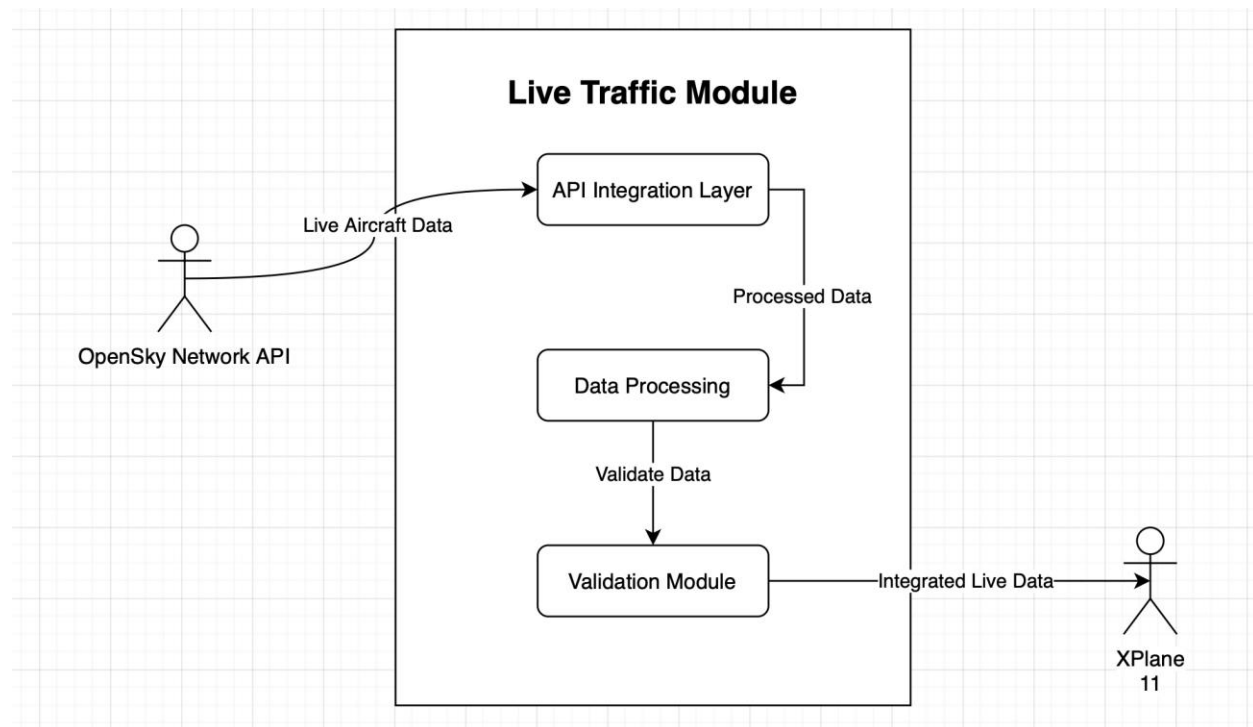 Live Traffic Module
API Integration Layer
Live Aircraft Data
Processed Data
OpenSky Network API
Data Processing
Validate Data
Validation Module
Integrated Live Data
XPlane
11